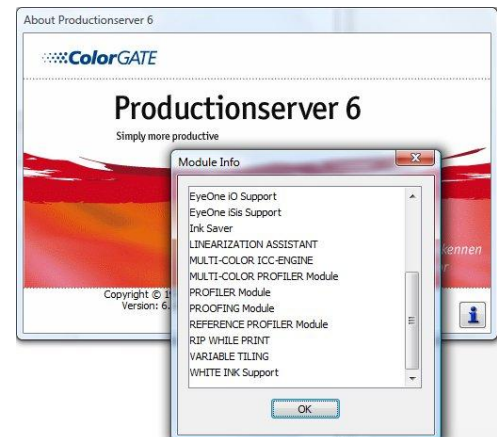 About Productionserver 6
ColorGATE
Productionserver 6
Simply more
productive
Module Info
EyeOne iO Support
EyeOne iSis Support
Ink Saver
LINEARIZATION ASSISTANT
MULTI-COLOR ICC-ENGINE
MULTI-COLOR PROFILER Module
PROFILER Module
PROOFING Module
REFERENCE PROFILER Module
RIP WHILE PRINT
VARIABLE TILING
WHITE INK Support
OK
kennen
Copyright ©
Version: 6.